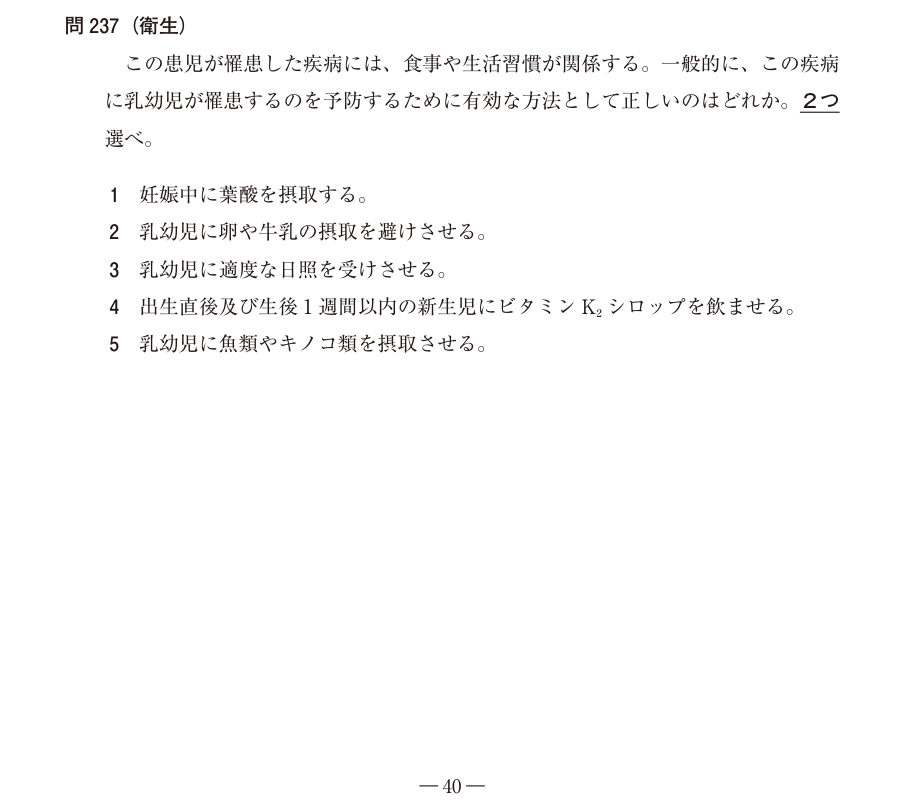 問 237（衛生）
この患児が罹患した疾病には、食事や生活習慣が関係する。一般的に、この疾病
に乳幼児が罹患するのを予防するために有効な方法として正しいのはどれか。２つ
選べ。
1 妊娠中に葉酸を摂取する。
2 乳幼児に卵や牛乳の摂取を避けさせる。
3 乳幼児に適度な日照を受けさせる。
4 出生直後及び生後１週間以内の新生児にビタミン K₂ シロップを飲ませる。
5 乳幼児に魚類やキノコ類を摂取させる。
― 40 ―